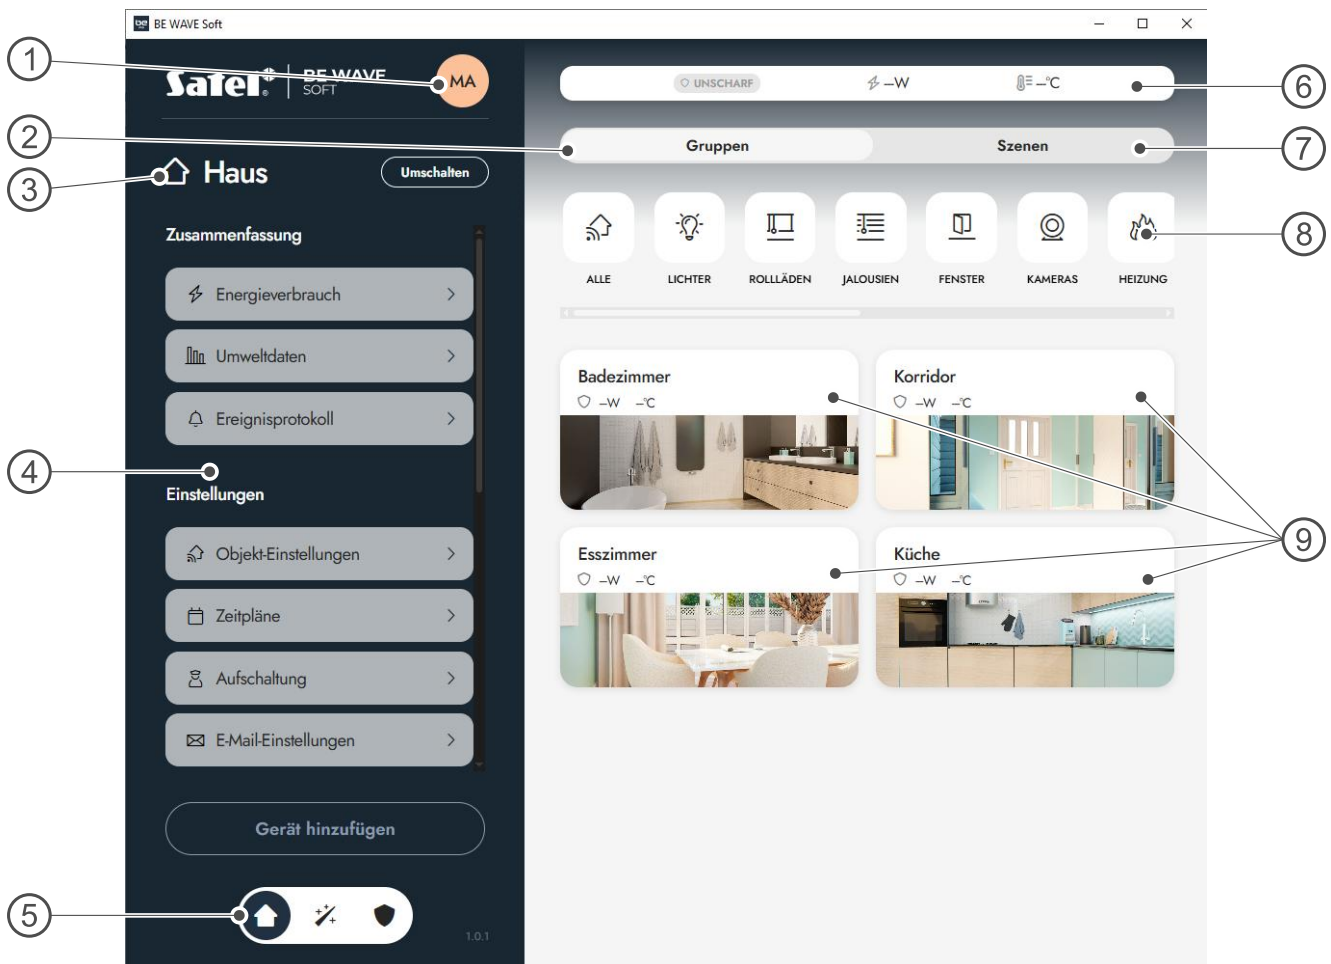 BE WAVE Soft
1
Satel® BE WAVE
SOFT
MA
UNSCHARF
–W
–°C
6
2
Gruppen
Szenen
7
3
Haus
Umschalten
8
ALLE
LICHTER
ROLLLÄDEN
JALOUSIEN
FENSTER
KAMERAS
HEIZUNG
Zusammenfassung
Energieverbrauch
Umweltdaten
Ereignisprotokoll
4
Einstellungen
Objekt-Einstellungen
Zeitpläne
Aufschaltung
E-Mail-Einstellungen
Gerät hinzufügen
5
1.0.1
Badezimmer
–W –°C
Korridor
–W –°C
9
Esszimmer
–W –°C
Küche
–W –°C